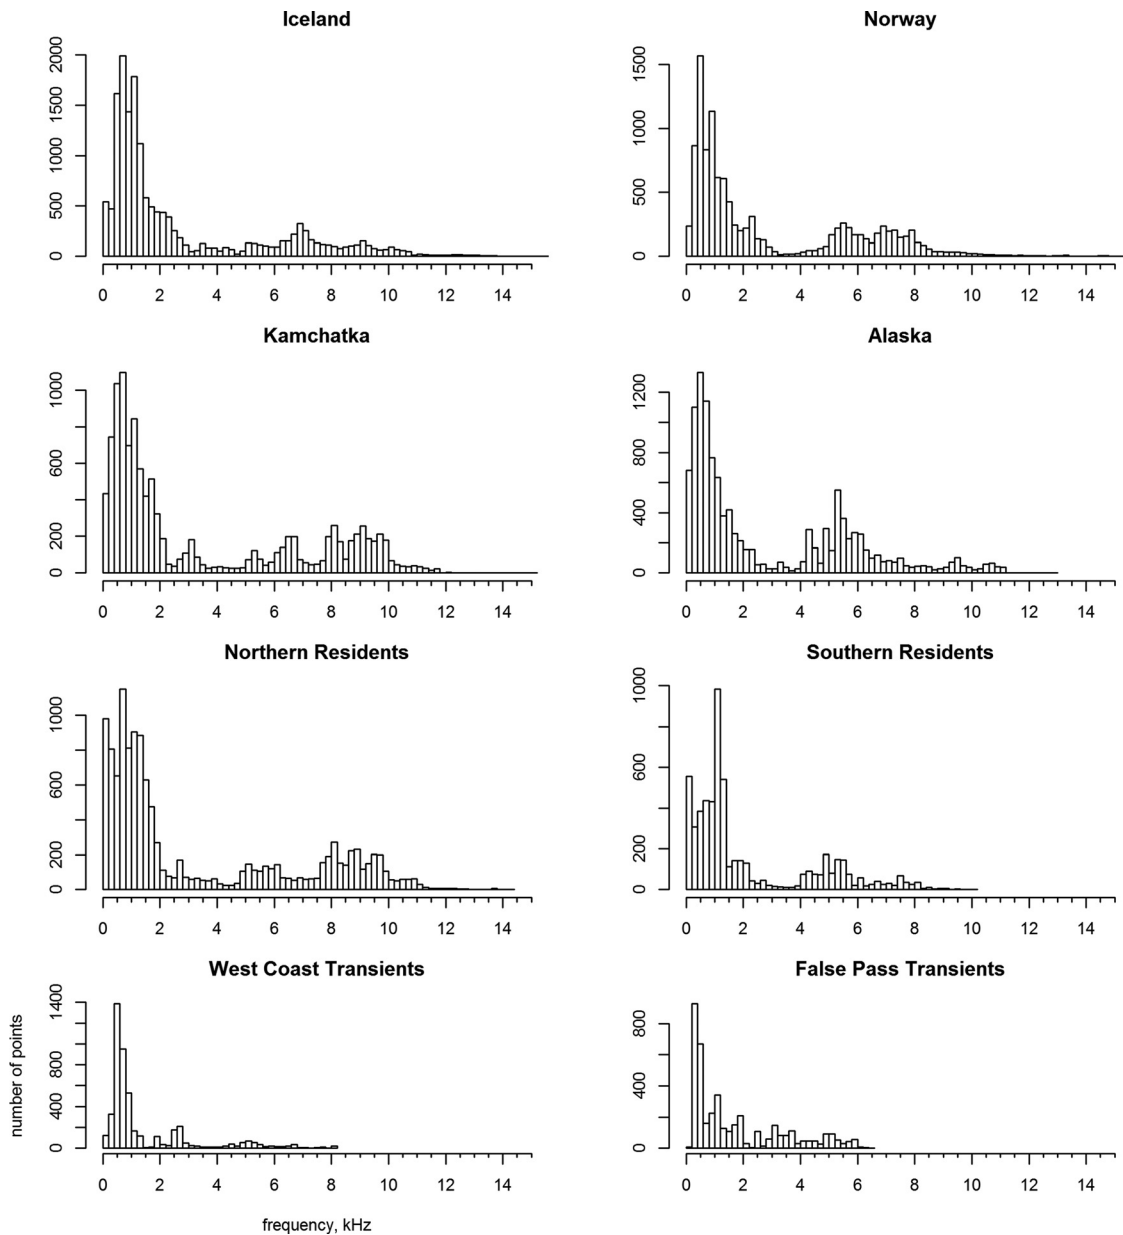 Iceland
0 500 1000 1500 2000
0 2 4 6 8 10 12 14
Norway
0 500 1000 1500
0 2 4 6 8 10 12 14
Kamchatka
0 200 600 1000
0 2 4 6 8 10 12 14
Alaska
0 400 800 1200
0 2 4 6 8 10 12 14
Northern Residents
0 200 600 1000
0 2 4 6 8 10 12 14
Southern Residents
0 200 600 1000
0 2 4 6 8 10 12 14
West Coast Transients
number of points
0 400 800 1400
0 2 4 6 8 10 12 14
frequency, kHz
False Pass Transients
0 400 800
0 2 4 6 8 10 12 14